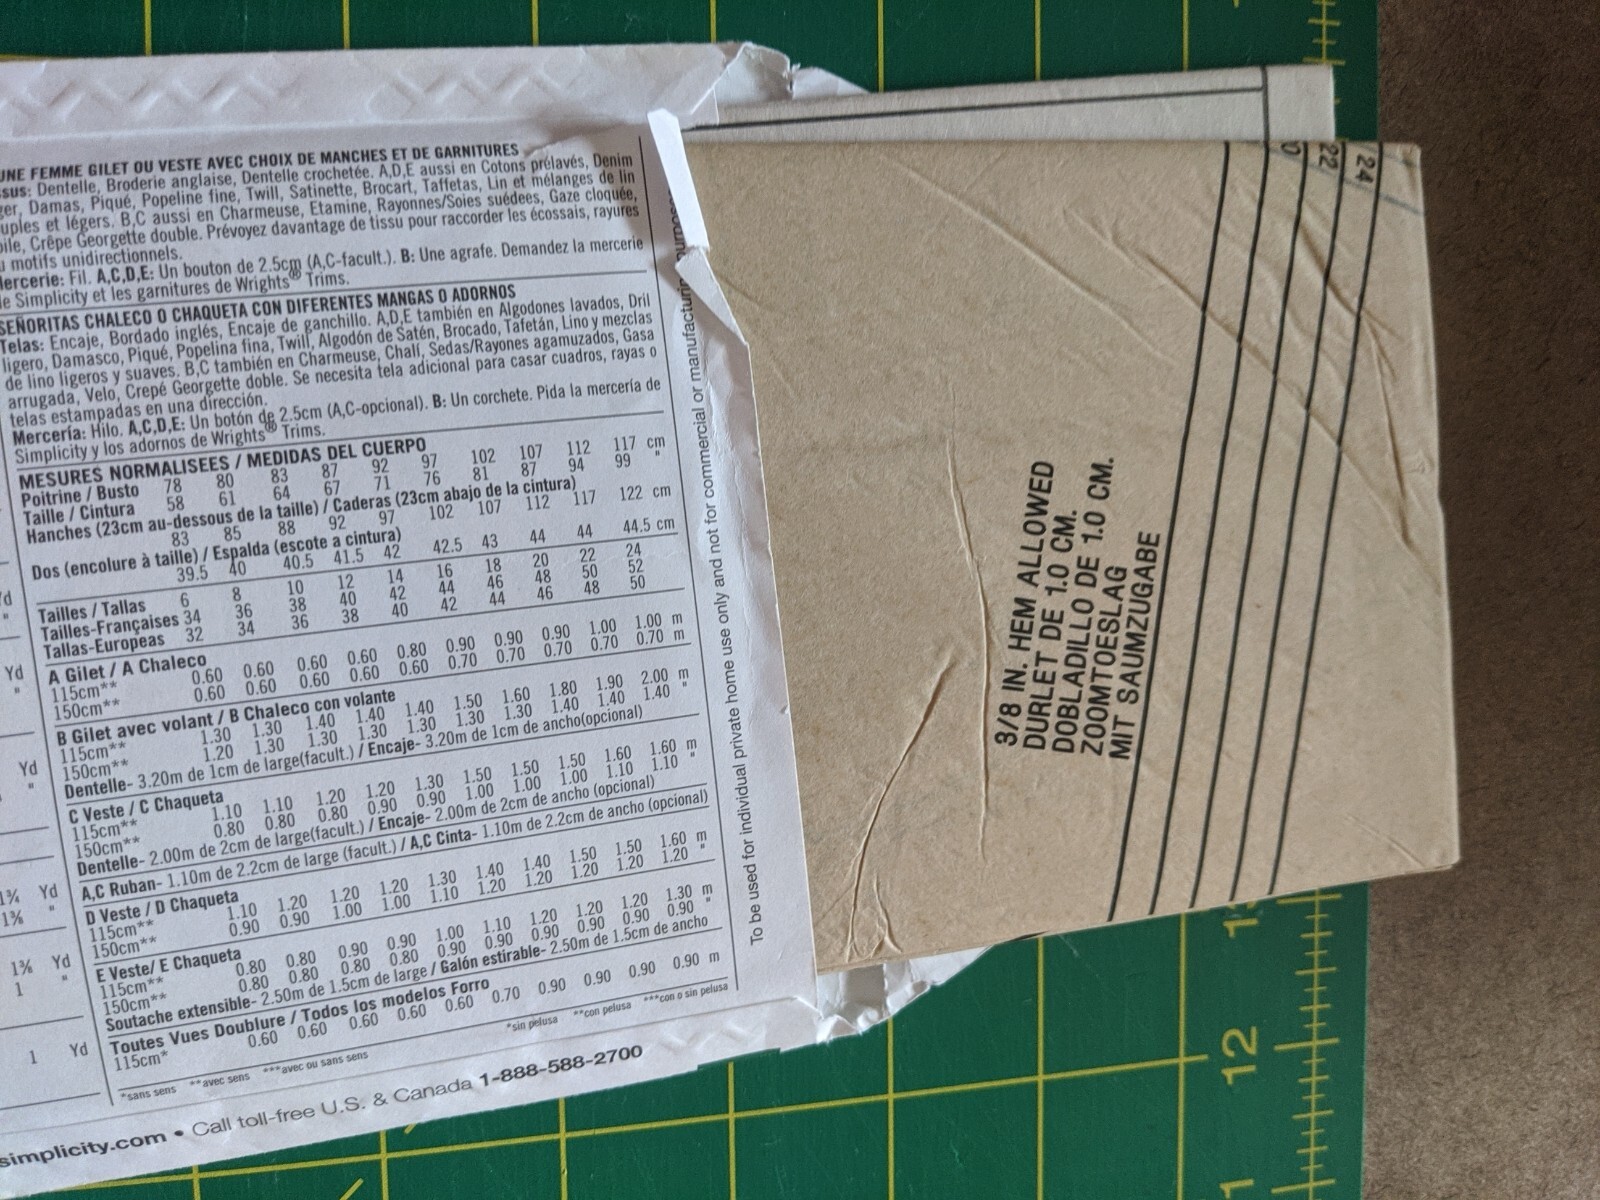 UNE FEMME GILET OU VESTE AVEC CHOIX DE MANCHES ET DE GARNITURES
Dentelle, Broderie anglaise, Dentelle crochetée. A,D,E aussi en Cotons prélavés, Denim
Damas, Piqué, Popeline fine, Twill, Satinette, Brocart, Taffetas, Lin et mélanges de lin
et légers. B,C aussi en Charmeuse, Etamine, Rayonnes/Soies suédées, Gaze cloquée,
Crêpe Georgette double. Prévoyez davantage de tissu pour raccorder les écossais, rayures
motifs unidirectionnels.
Fil. A,C,D,E: Un bouton de 2.5cm (A,C-facult.). B: Une agrafe. Demandez la mercerie
Simplicity et les garnitures de Wrights® Trims.
SEÑORITAS CHALECO O CHAQUETA CON DIFERENTES MANGAS O ADORNOS
Telas: Encaje, Bordado inglés, Encaje de ganchillo. A,D,E también en Algodones lavados, Dril
ligero, Damasco, Piqué, Popelina fina, Twill, Algodón de Satén, Brocado, Tafetán, Lino y mezclas
de lino ligeros y suaves. B,C también en Charmeuse, Chalí, Sedas/Rayones agamuzados, Gasa
arrugada, Velo, Crepé Georgette doble. Se necesita tela adicional para casar cuadros, rayas o
telas estampadas en una dirección.
Mercería: Hilo. A,C,D,E: Un botón de 2.5cm (A,C-opcional). B: Un corchete. Pida la mercería de
Simplicity y los adornos de Wrights® Trims.
MESURES NORMALISEES / MEDIDAS DEL CUERPO
Poitrine / Busto 78 80 83 87 92 97 102 107 112 117 cm
Taille / Cintura 58 61 64 67 71 76 81 87 94 99 "
Hanches (23cm au-dessous de la taille) / Caderas (23cm abajo de la cintura)
83 85 88 92 97 102 107 112 117 122 cm
Dos (encolure à taille) / Espalda (escote a cintura)
39.5 40 40.5 41.5 42 42.5 43 44 44 44.5 cm
Tailles / Tallas 6 8 10 12 14 16 18 20 22 24
Tailles-Françaises 34 36 38 40 42 44 46 48 50 52
Tallas-Europeas 32 34 36 38 40 42 44 46 48 50
A Gilet / A Chaleco
115cm** 0.60 0.60 0.60 0.60 0.80 0.90 0.90 0.90 1.00 1.00 m
150cm** 0.60 0.60 0.60 0.60 0.60 0.70 0.70 0.70 0.70 0.70 m
B Gilet avec volant / B Chaleco con volante
115cm** 1.30 1.30 1.40 1.40 1.40 1.50 1.60 1.80 1.90 2.00 m
150cm** 1.20 1.30 1.30 1.30 1.30 1.30 1.30 1.40 1.40 1.40 "
Dentelle- 3.20m de 1cm de large(facult.) / Encaje- 3.20m de 1cm de ancho(opcional)
C Veste / C Chaqueta
115cm** 1.10 1.10 1.20 1.20 1.30 1.50 1.50 1.50 1.60 1.60 m
150cm** 0.80 0.80 0.80 0.90 0.90 1.00 1.00 1.00 1.10 1.10 "
Dentelle- 2.00m de 2cm de large(facult.) / Encaje- 2.00m de 2cm de ancho (opcional)
A,C Ruban- 1.10m de 2.2cm de large (facult.) / A,C Cinta- 1.10m de 2.2cm de ancho (opcional)
D Veste / D Chaqueta
115cm** 1.10 1.20 1.20 1.20 1.30 1.40 1.40 1.50 1.50 1.60 m
150cm** 0.90 0.90 1.00 1.00 1.10 1.20 1.20 1.20 1.20 1.20 "
E Veste/ E Chaqueta
115cm** 0.80 0.80 0.90 0.90 1.00 1.10 1.20 1.20 1.20 1.30 m
150cm** 0.80 0.80 0.80 0.80 0.90 0.90 0.90 0.90 0.90 0.90 "
Soutache extensible- 2.50m de 1.5cm de large / Galón estirable- 2.50m de 1.5cm de ancho
Toutes Vues Doublure / Todos los modelos Forro
115cm* 0.60 0.60 0.60 0.60 0.60 0.70 0.90 0.90 0.90 0.90 m
*sans sens **avec sens ***avec ou sans sens *sin pelusa **con pelusa ***con o sin pelusa
simplicity.com • Call toll-free U.S. & Canada 1-888-588-2700
Yd
"
Yd
"
Yd
"
1¾ Yd
1⅜ "
1⅜ Yd
1 "
1 Yd
To be used for individual private home use only and not for commercial or manufacturing purposes
3/8 IN. HEM ALLOWED
DURLET DE 1.0 CM.
DOBLADILLO DE 1.0 CM.
ZOOMTOESLAG
MIT SAUMZUGABE
22
24
12